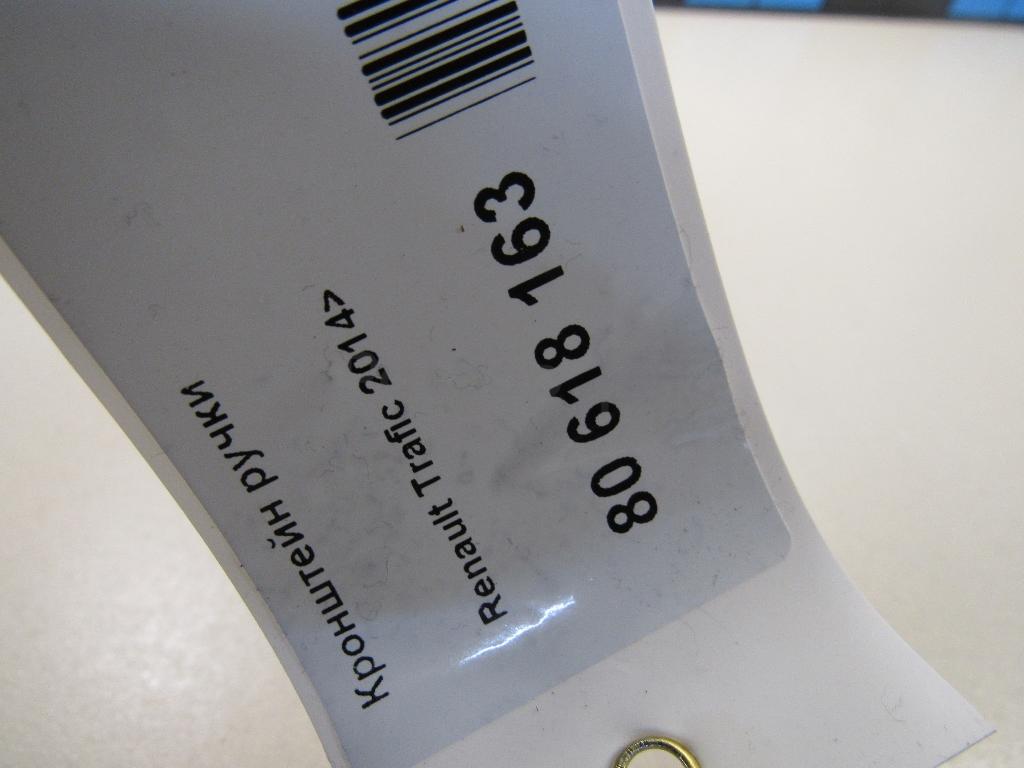 Кронштейн ручки
Renault Trafic 2014>
80 618 163